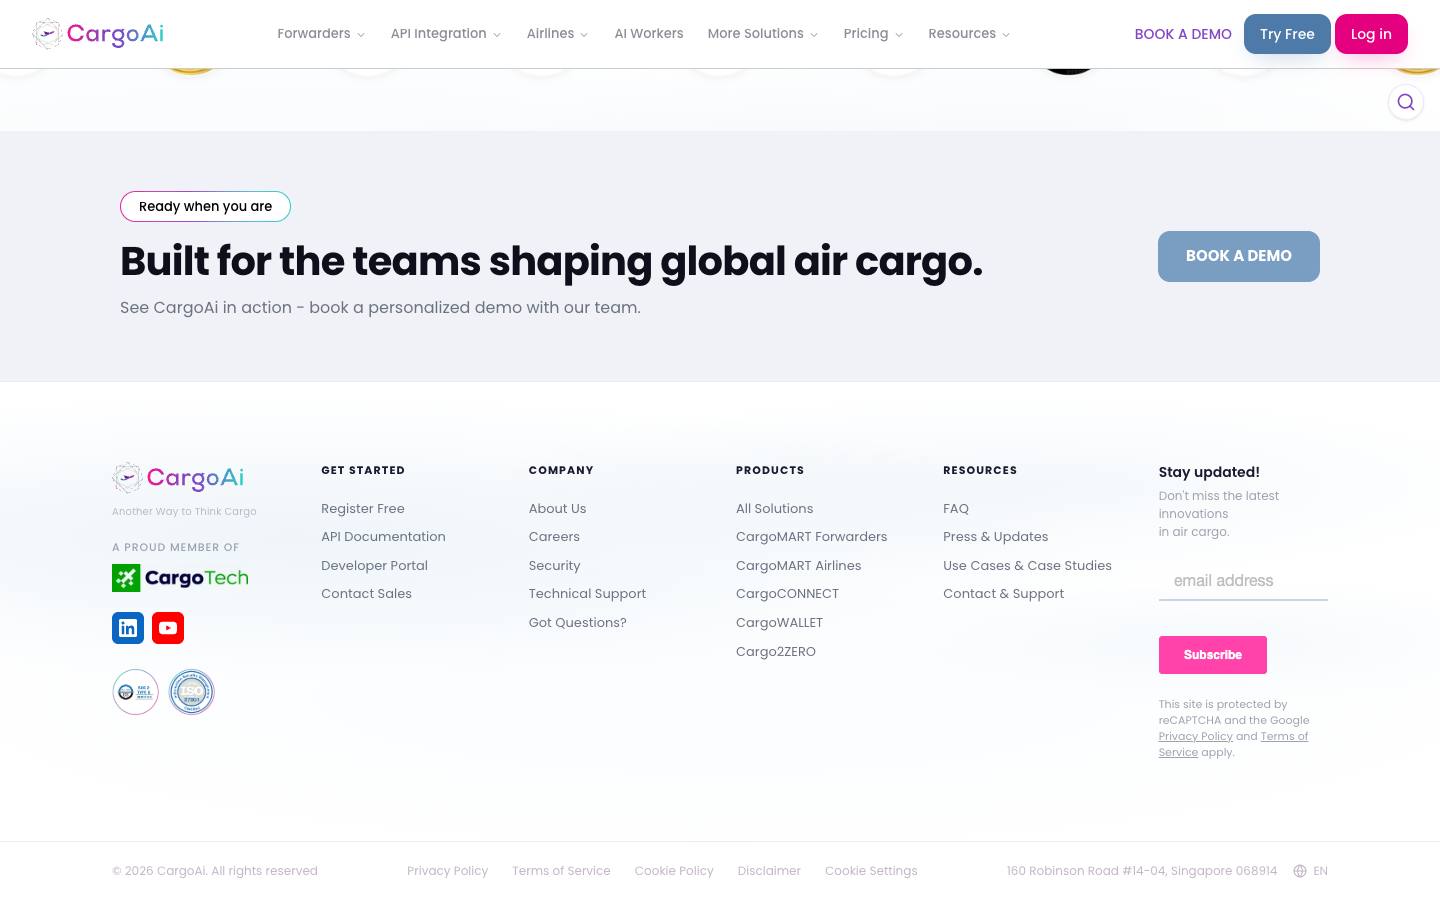 CargoAi
Forwarders
API Integration
Airlines
AI Workers
More Solutions
Pricing
Resources
BOOK A DEMO
Try Free
Log in
Ready when you are
Built for the teams shaping global air cargo.
See CargoAi in action - book a personalized demo with our team.
BOOK A DEMO
CargoAi
Another Way to Think Cargo
A PROUD MEMBER OF
CargoTech
GET STARTED
Register Free
API Documentation
Developer Portal
Contact Sales
COMPANY
About Us
Careers
Security
Technical Support
Got Questions?
PRODUCTS
All Solutions
CargoMART Forwarders
CargoMART Airlines
CargoCONNECT
CargoWALLET
Cargo2ZERO
RESOURCES
FAQ
Press & Updates
Use Cases & Case Studies
Contact & Support
Stay updated!
Don't miss the latest
innovations
in air cargo.
email address
Subscribe
This site is protected by
reCAPTCHA and the Google
Privacy Policy and Terms of
Service apply.
© 2026 CargoAi. All rights reserved
Privacy Policy
Terms of Service
Cookie Policy
Disclaimer
Cookie Settings
160 Robinson Road #14-04, Singapore 068914
EN